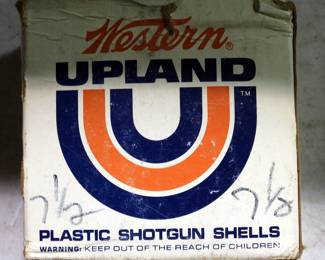 Western®
UPLAND
TM
7 1/2 7 1/2
PLASTIC SHOTGUN SHELLS
WARNING: KEEP OUT OF THE REACH OF CHILDREN